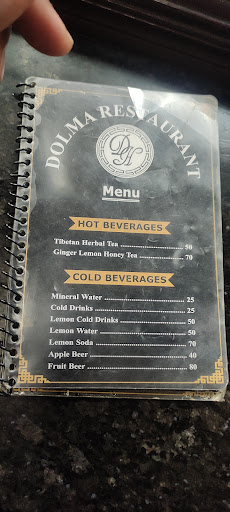 DOLMA RESTAURANT
Menu
HOT BEVERAGES
Tibetan Herbal Tea ........ 50
Ginger Lemon Honey Tea ........ 70
COLD BEVERAGES
Mineral Water ........ 25
Cold Drinks ........ 25
Lemon Cold Drinks ........ 50
Lemon Water ........ 50
Lemon Soda ........ 70
Apple Beer ........ 40
Fruit Beer ........ 80